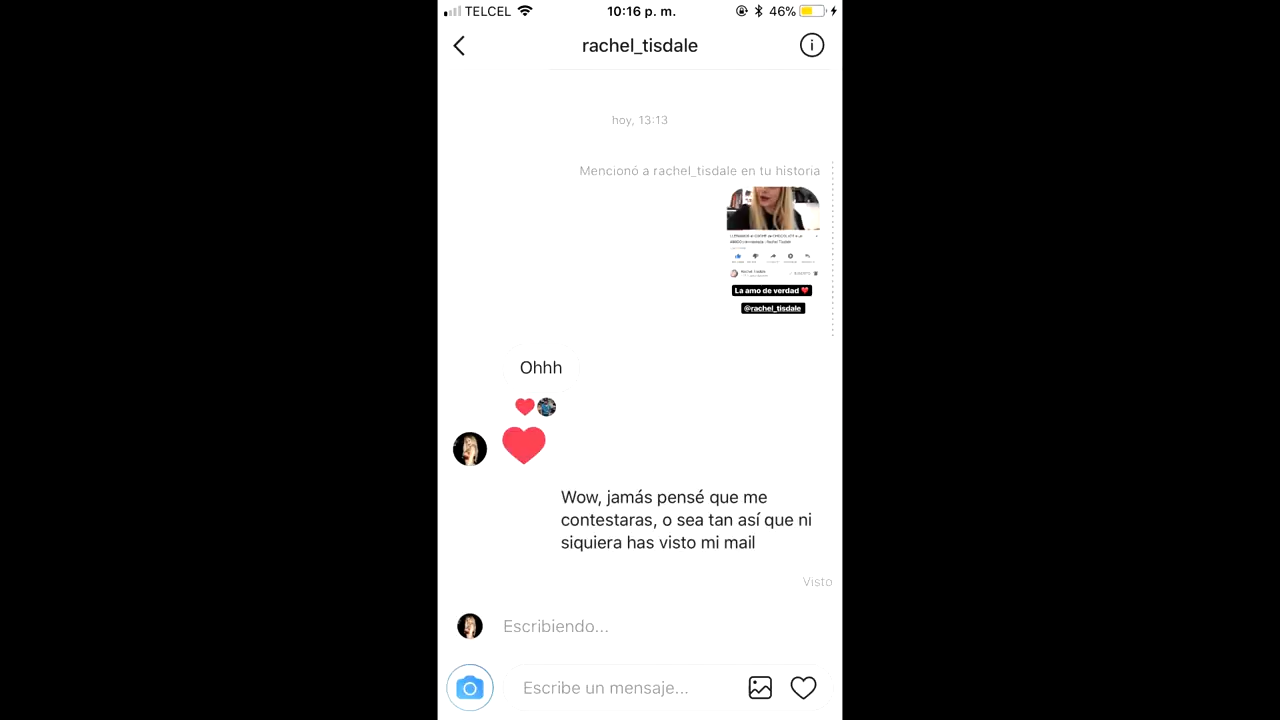 TELCEL
10:16 p. m.
46%
rachel_tisdale
hoy, 13:13
Mencionó a rachel_tisdale en tu historia
Rachel Tisdale
La amo de verdad ❤️
@rachel_tisdale
Ohhh
Wow, jamás pensé que me
contestaras, o sea tan así que ni
siquiera has visto mi mail
Visto
Escribiendo...
Escribe un mensaje...